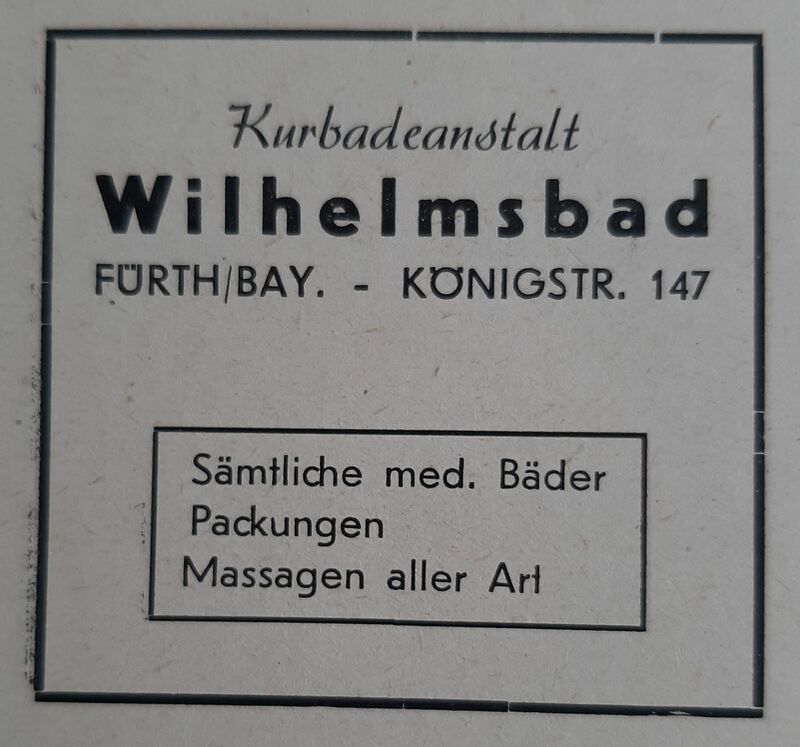 Kurbadeanstalt
Wilhelmsbad
FÜRTH/BAY. - KÖNIGSTR. 147
Sämtliche med. Bäder
Packungen
Massagen aller Art